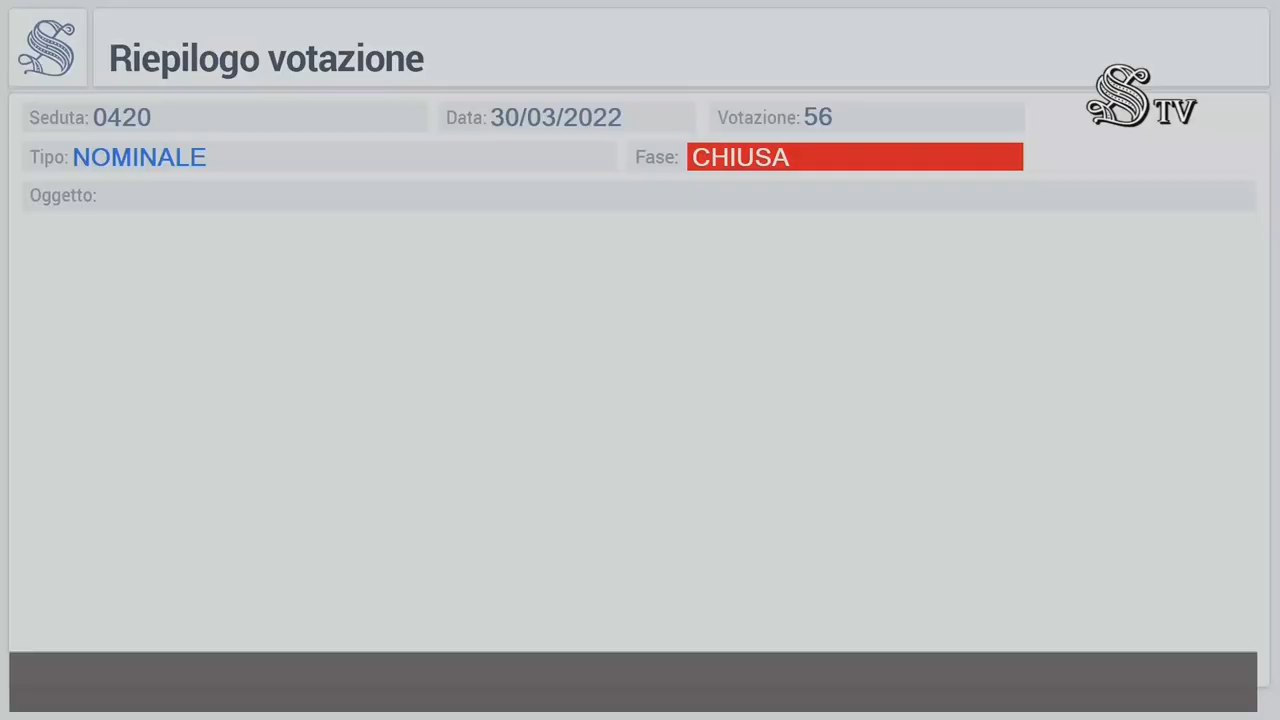 Riepilogo votazione
S TV
Seduta: 0420 Data: 30/03/2022 Votazione: 56
Tipo: NOMINALE Fase: CHIUSA
Oggetto: